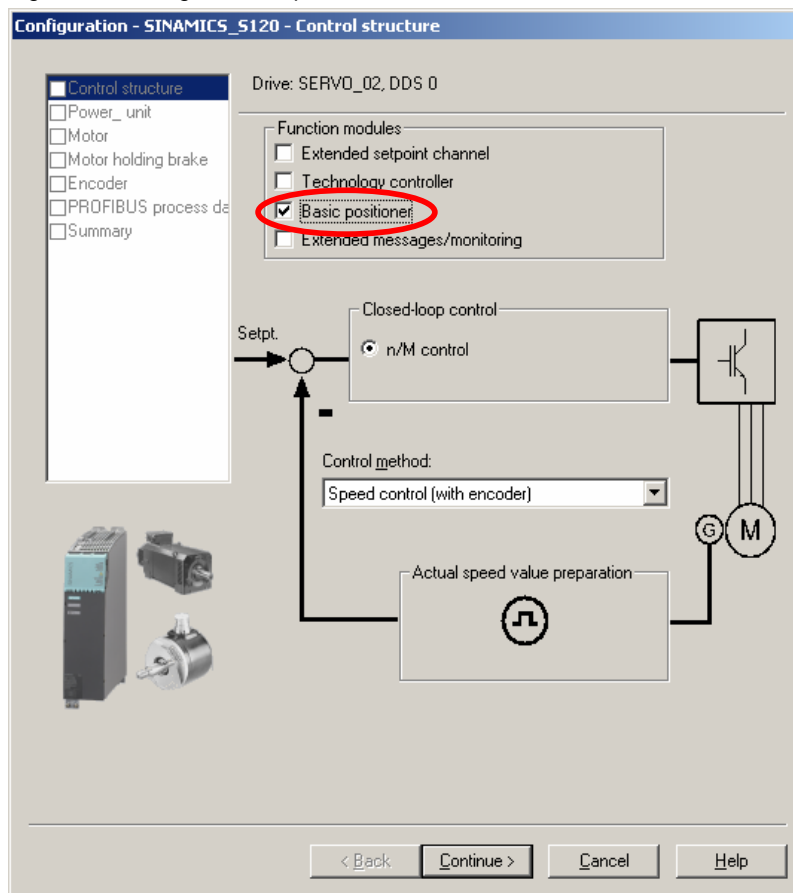 Configuration - SINAMICS_S120 - Control structure
Control structure
Power_ unit
Motor
Motor holding brake
Encoder
PROFIBUS process da
Summary
Drive: SERVO_02, DDS 0
Function modules
Extended setpoint channel
Technology controller
Basic positioner
Extended messages/monitoring
Closed-loop control
Setpt.
n/M control
Control method:
Speed control (with encoder)
G
M
Actual speed value preparation
< Back
Continue >
Cancel
Help